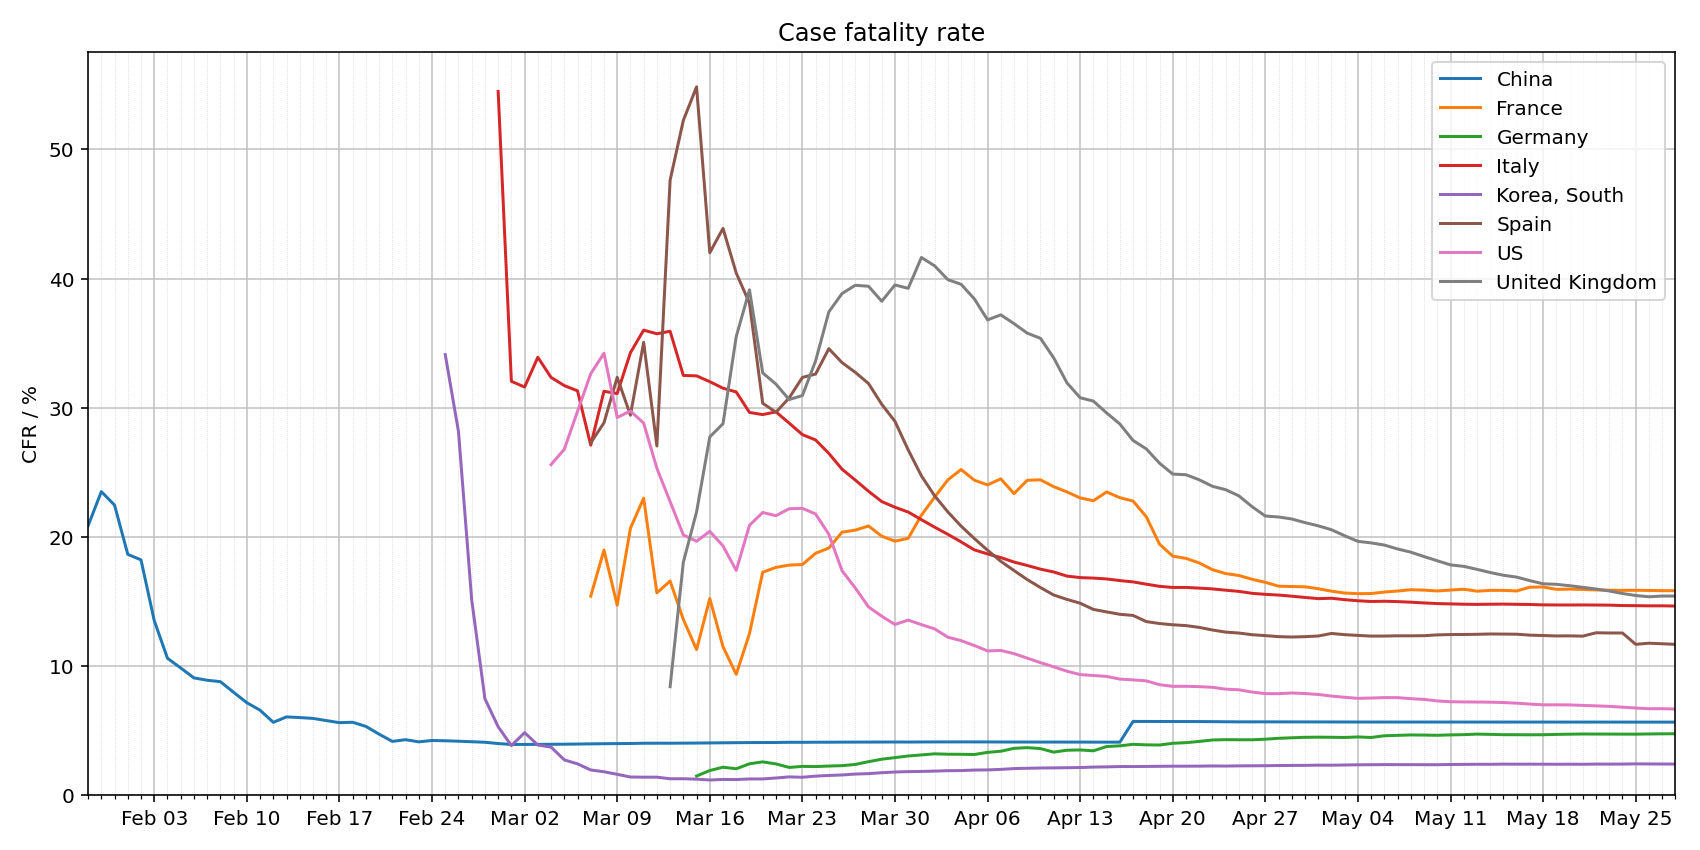 Case fatality rate
CFR / %
50
40
30
20
10
0
Feb 03 Feb 10 Feb 17 Feb 24 Mar 02 Mar 09 Mar 16 Mar 23 Mar 30 Apr 06 Apr 13 Apr 20 Apr 27 May 04 May 11 May 18 May 25
China
France
Germany
Italy
Korea, South
Spain
US
United Kingdom